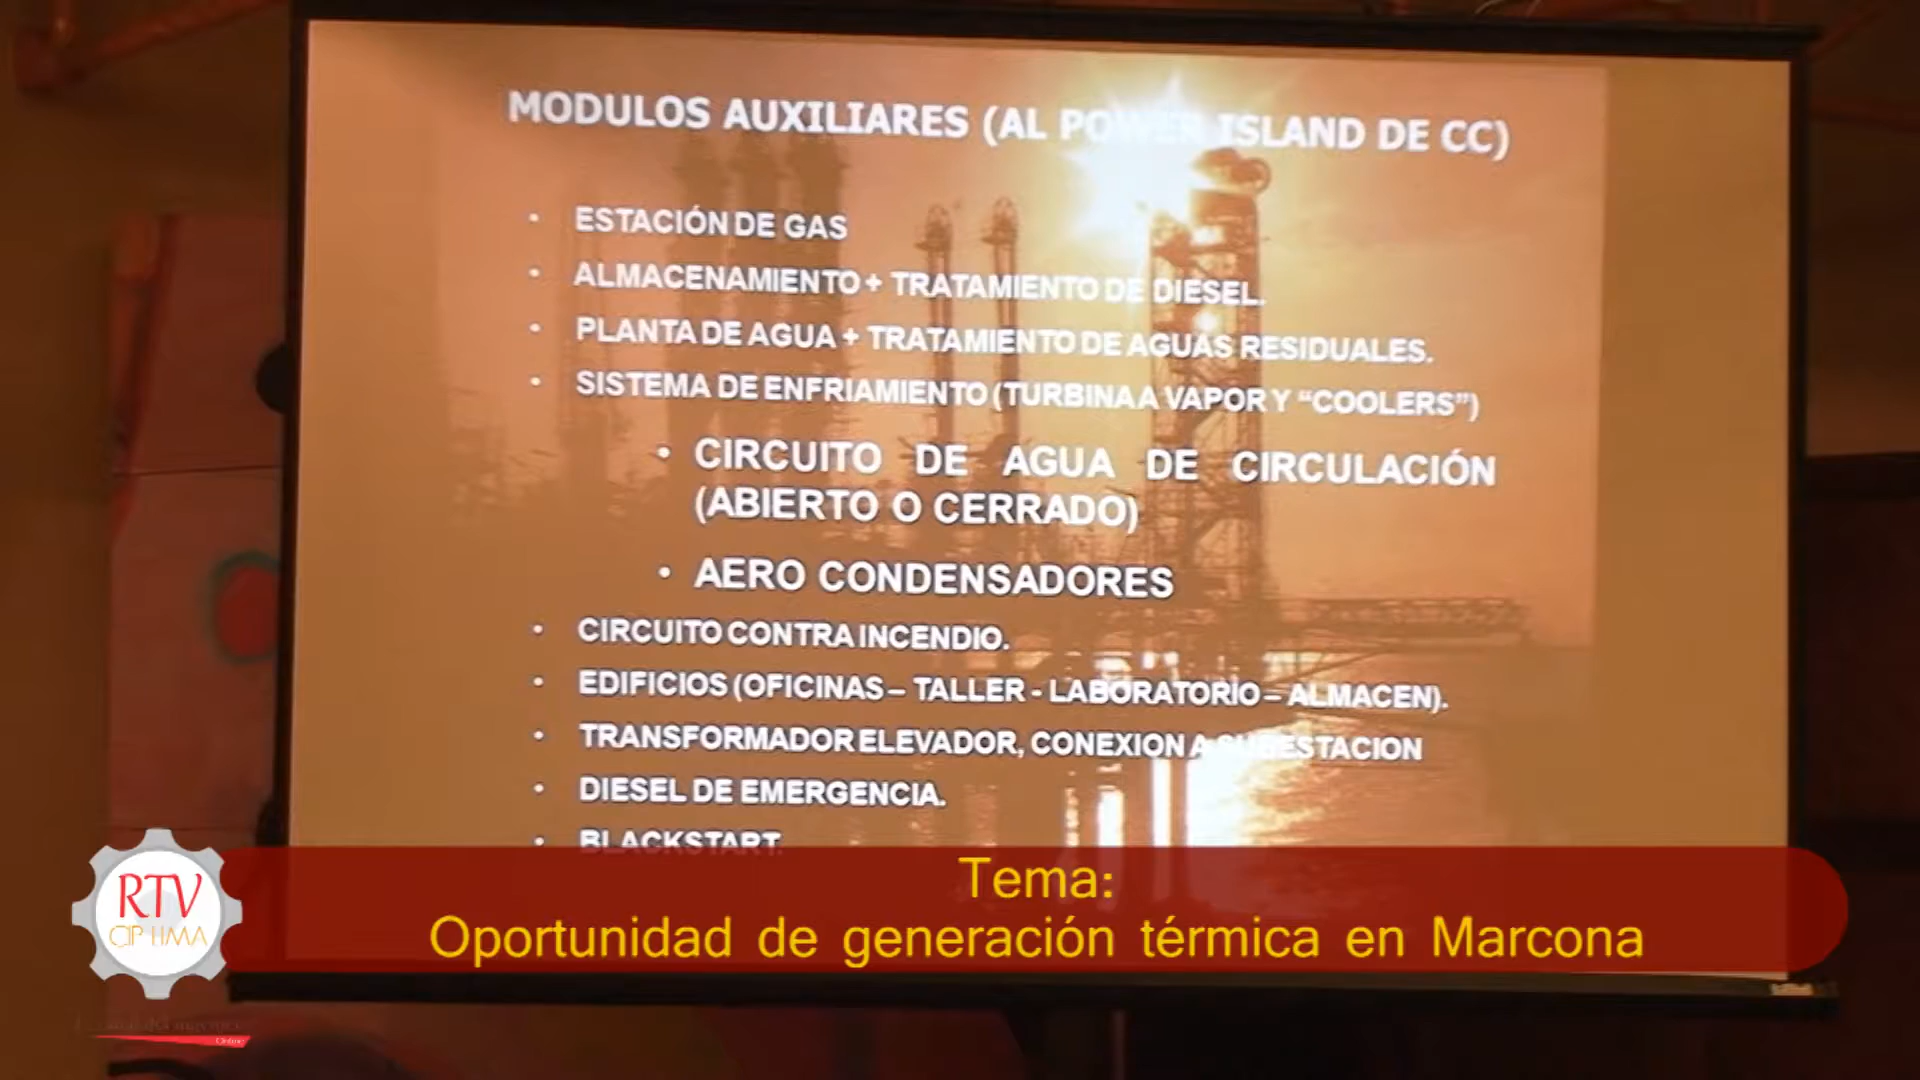 MODULOS AUXILIARES (AL POWER ISLAND DE CC)
• ESTACIÓN DE GAS
• ALMACENAMIENTO + TRATAMIENTO DE DIESEL.
• PLANTA DE AGUA + TRATAMIENTO DE AGUAS RESIDUALES.
• SISTEMA DE ENFRIAMIENTO (TURBINA A VAPOR Y “COOLERS”)
• CIRCUITO DE AGUA DE CIRCULACIÓN
(ABIERTO O CERRADO)
• AERO CONDENSADORES
• CIRCUITO CONTRA INCENDIO.
• EDIFICIOS (OFICINAS – TALLER - LABORATORIO – ALMACEN).
• TRANSFORMADOR ELEVADOR, CONEXION A SUBESTACION
• DIESEL DE EMERGENCIA.
• BLACKSTART.
Tema:
Oportunidad de generación térmica en Marcona
RTV
CIP LIMA
Online